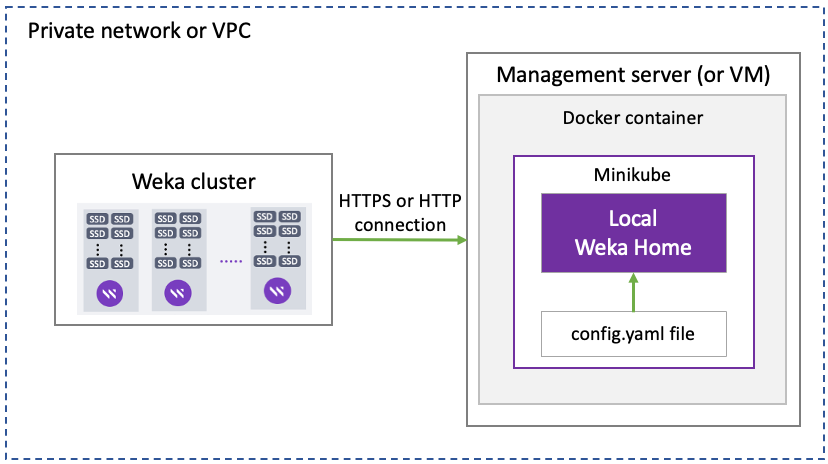 Private network or VPC
Management server (or VM)
Docker container
Minikube
Local
Weka Home
config.yaml file
HTTPS or HTTP
connection
Weka cluster
SSD SSD SSD SSD SSD SSD
SSD SSD SSD SSD SSD SSD
SSD SSD SSD SSD SSD SSD